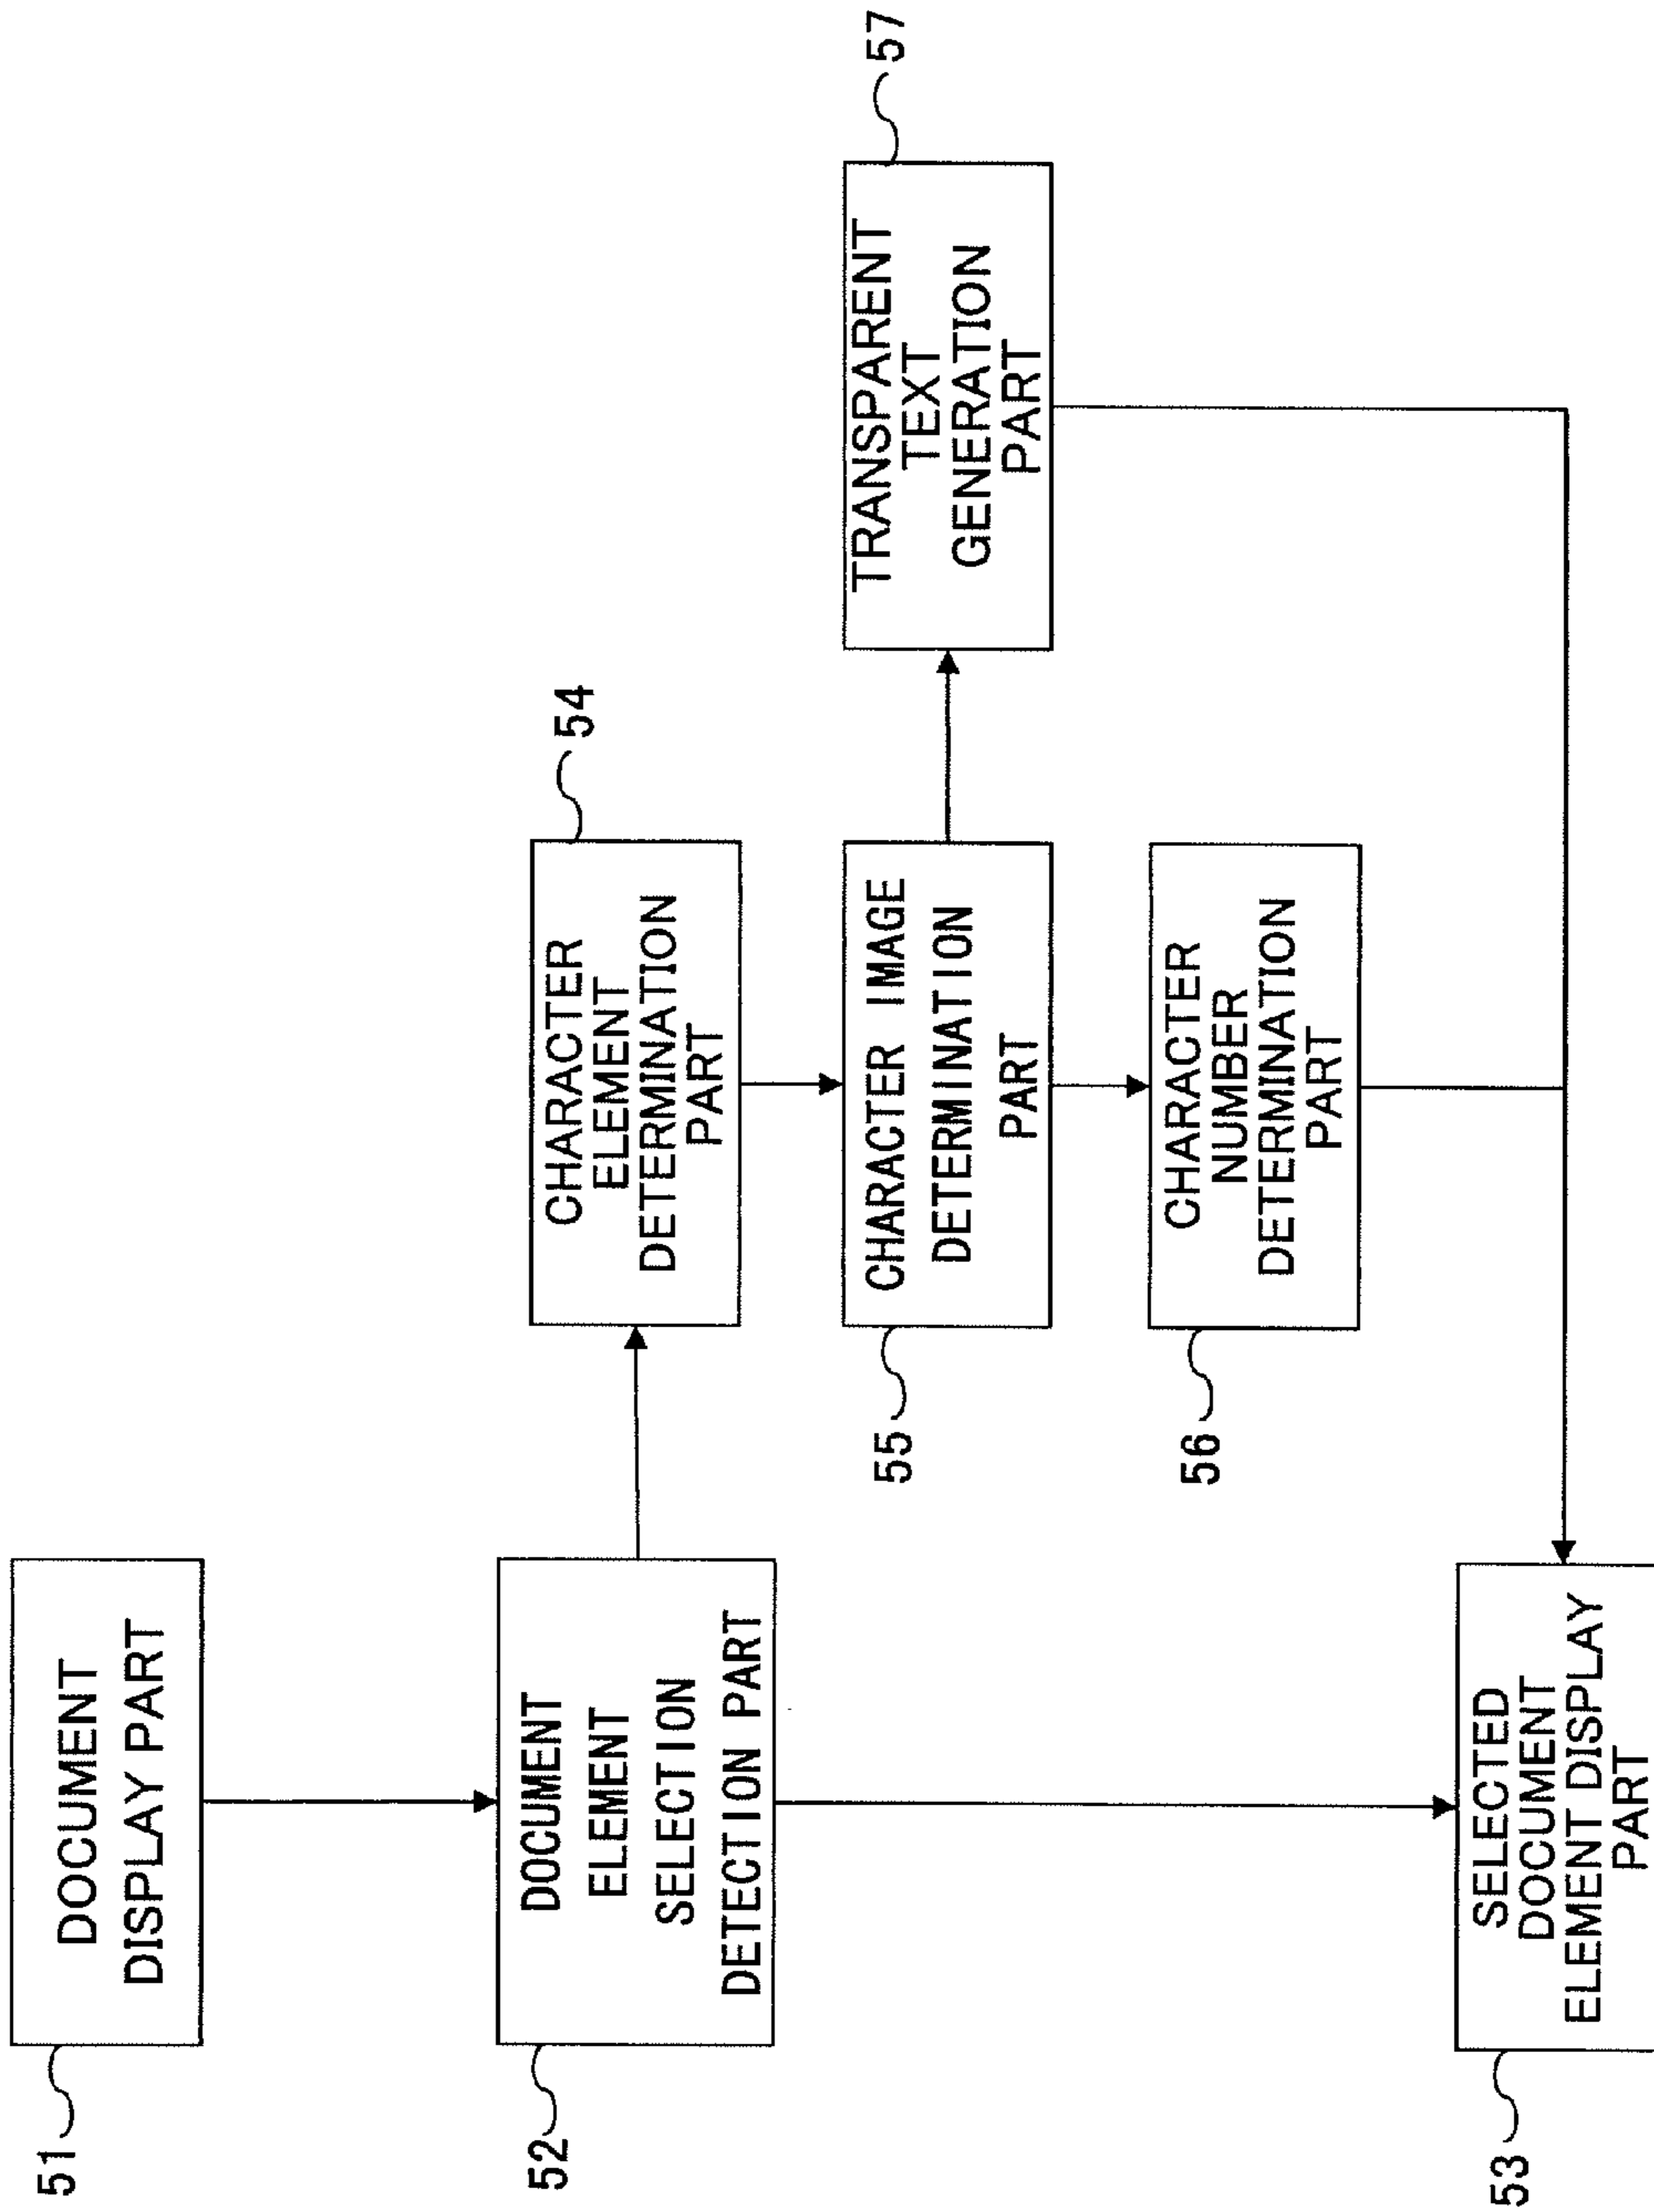 51
DOCUMENT
DISPLAY PART
52
DOCUMENT
ELEMENT
SELECTION
DETECTION PART
53
SELECTED
DOCUMENT
ELEMENT DISPLAY
PART
54
CHARACTER
ELEMENT
DETERMINATION
PART
55
CHARACTER IMAGE
DETERMINATION
PART
56
CHARACTER
NUMBER
DETERMINATION
PART
57
TRANSPARENT
TEXT
GENERATION
PART